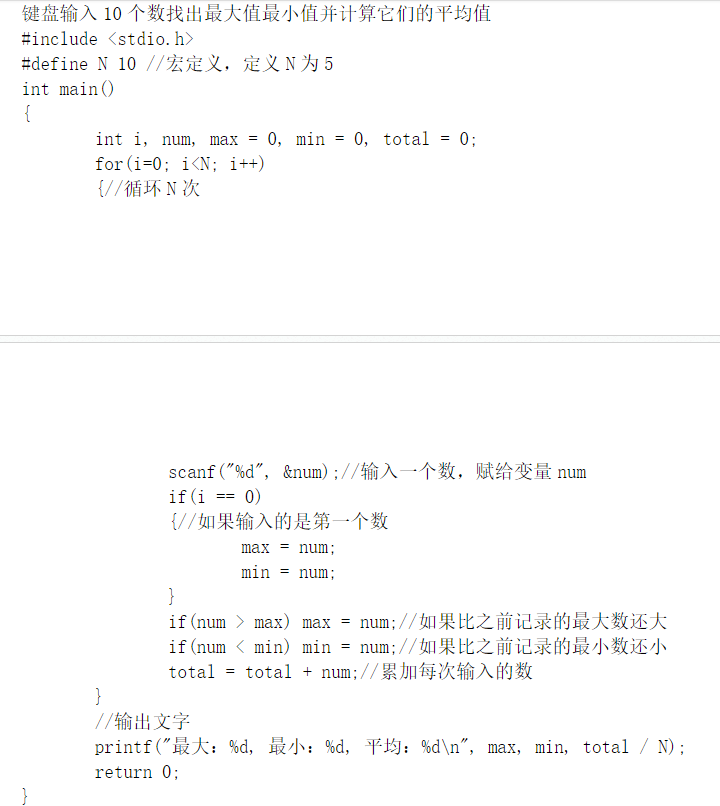 键盘输入 10 个数找出最大值最小值并计算它们的平均值
#include <stdio.h>
#define N 10 //宏定义，定义 N 为 5
int main()
{
int i, num, max = 0, min = 0, total = 0;
for(i=0; i<N; i++)
{//循环 N 次
scanf("%d", &num);//输入一个数，赋给变量 num
if(i == 0)
{//如果输入的是第一个数
max = num;
min = num;
}
if(num > max) max = num;//如果比之前记录的最大数还大
if(num < min) min = num;//如果比之前记录的最小数还小
total = total + num;//累加每次输入的数
}
//输出文字
printf("最大: %d, 最小: %d, 平均: %d\n", max, min, total / N);
return 0;
}